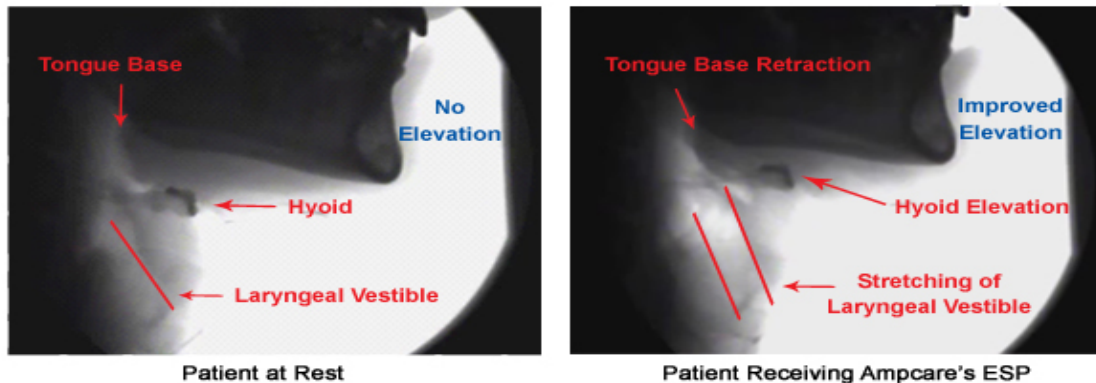 Tongue Base
No
Elevation
Hyoid
Laryngeal Vestible
Patient at Rest
Tongue Base Retraction
Improved
Elevation
Hyoid Elevation
Stretching of
Laryngeal Vestible
Patient Receiving Ampcare's ESP